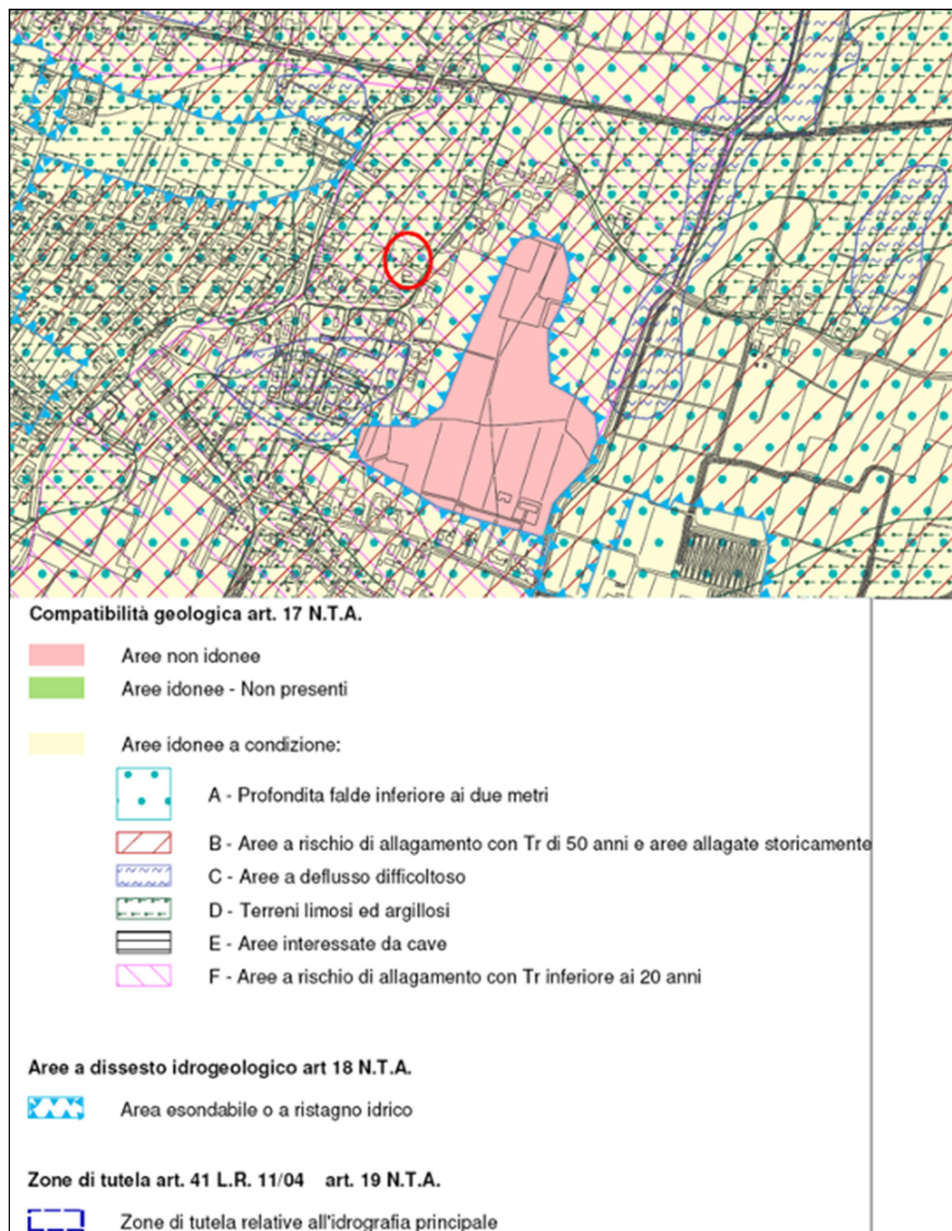 Compatibilità geologica art. 17 N.T.A.
Aree non idonee
Aree idonee - Non presenti
Aree idonee a condizione:
A - Profondita falde inferiore ai due metri
B - Aree a rischio di allagamento con Tr di 50 anni e aree allagate storicamente
C - Aree a deflusso difficoltoso
D - Terreni limosi ed argillosi
E - Aree interessate da cave
F - Aree a rischio di allagamento con Tr inferiore ai 20 anni
Aree a dissesto idrogeologico art 18 N.T.A.
Area esondabile o a ristagno idrico
Zone di tutela art. 41 L.R. 11/04 art. 19 N.T.A.
Zone di tutela relative all'idrografia principale